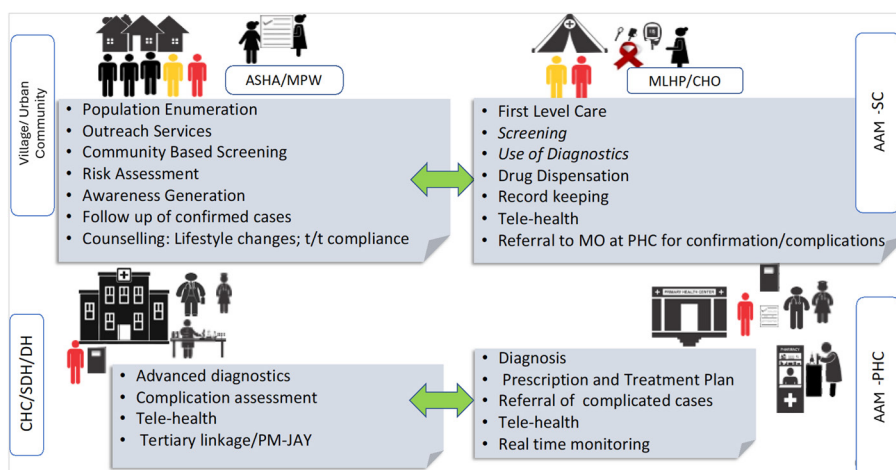 Village/ Urban
Community
ASHA/MPW
• Population Enumeration
• Outreach Services
• Community Based Screening
• Risk Assessment
• Awareness Generation
• Follow up of confirmed cases
• Counselling: Lifestyle changes; t/t compliance
MLHP/CHO
• First Level Care
• Screening
• Use of Diagnostics
• Drug Dispensation
• Record keeping
• Tele-health
• Referral to MO at PHC for confirmation/complications
AAM -SC
CHC/SDH/DH
• Advanced diagnostics
• Complication assessment
• Tele-health
• Tertiary linkage/PM-JAY
PRIMARY HEALTH CENTER
PHARMACY
• Diagnosis
• Prescription and Treatment Plan
• Referral of complicated cases
• Tele-health
• Real time monitoring
AAM -PHC